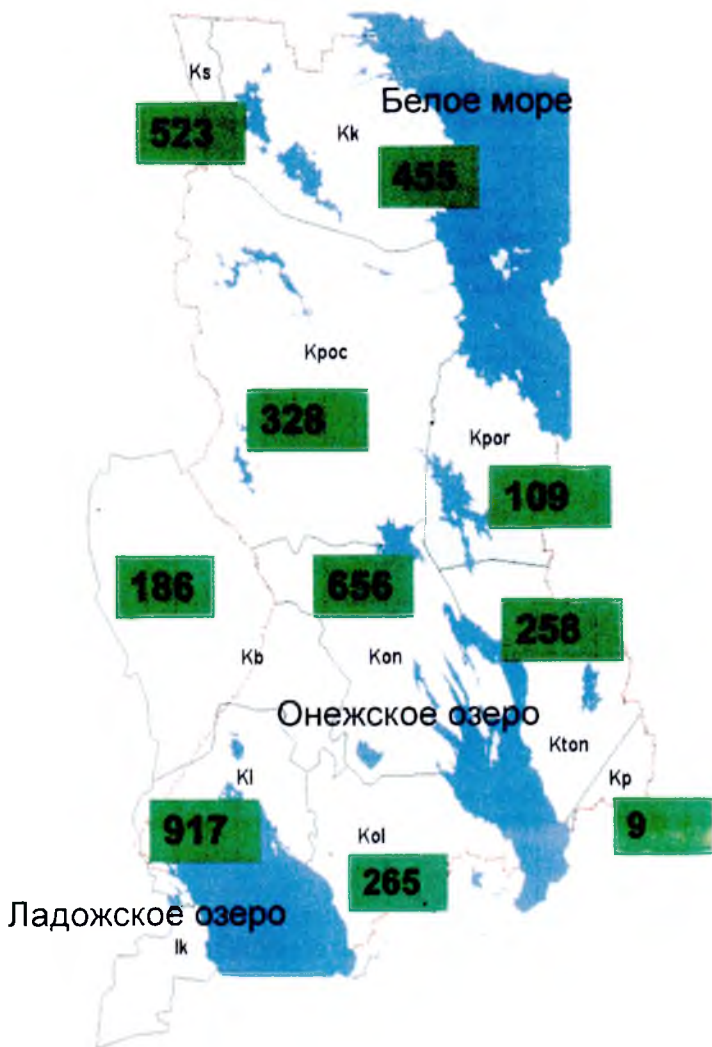 Ks
Белое море
523
Kk
455
Kpoc
328
Kpor
109
186
656
258
Kb
Kon
Онежское озеро
Kton
Kl
Kp
917
9
Kol
265
Ладожское озеро
Ik